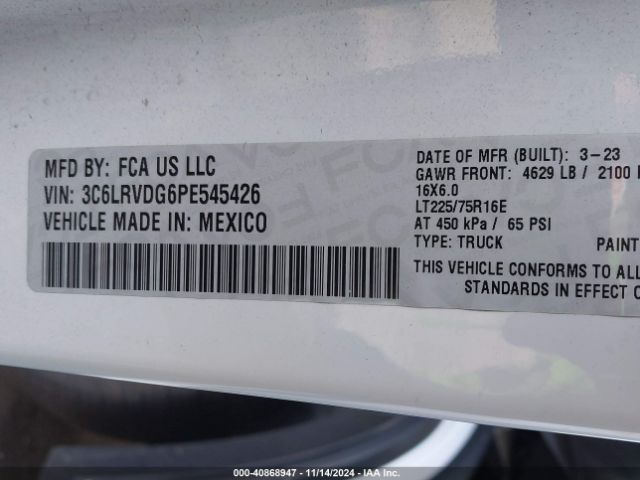 MFD BY: FCA US LLC
VIN: 3C6LRVDG6PE545426
VEHICLE MADE IN: MEXICO
DATE OF MFR (BUILT): 3-23
GAWR FRONT: 4629 LB / 2100
16X6.0
LT225/75R16E
AT 450 kPa / 65 PSI
TYPE: TRUCK PAINT
THIS VEHICLE CONFORMS TO
STANDARDS IN EFFECT
000-40868947 - 11/14/2024 - IAA Inc.